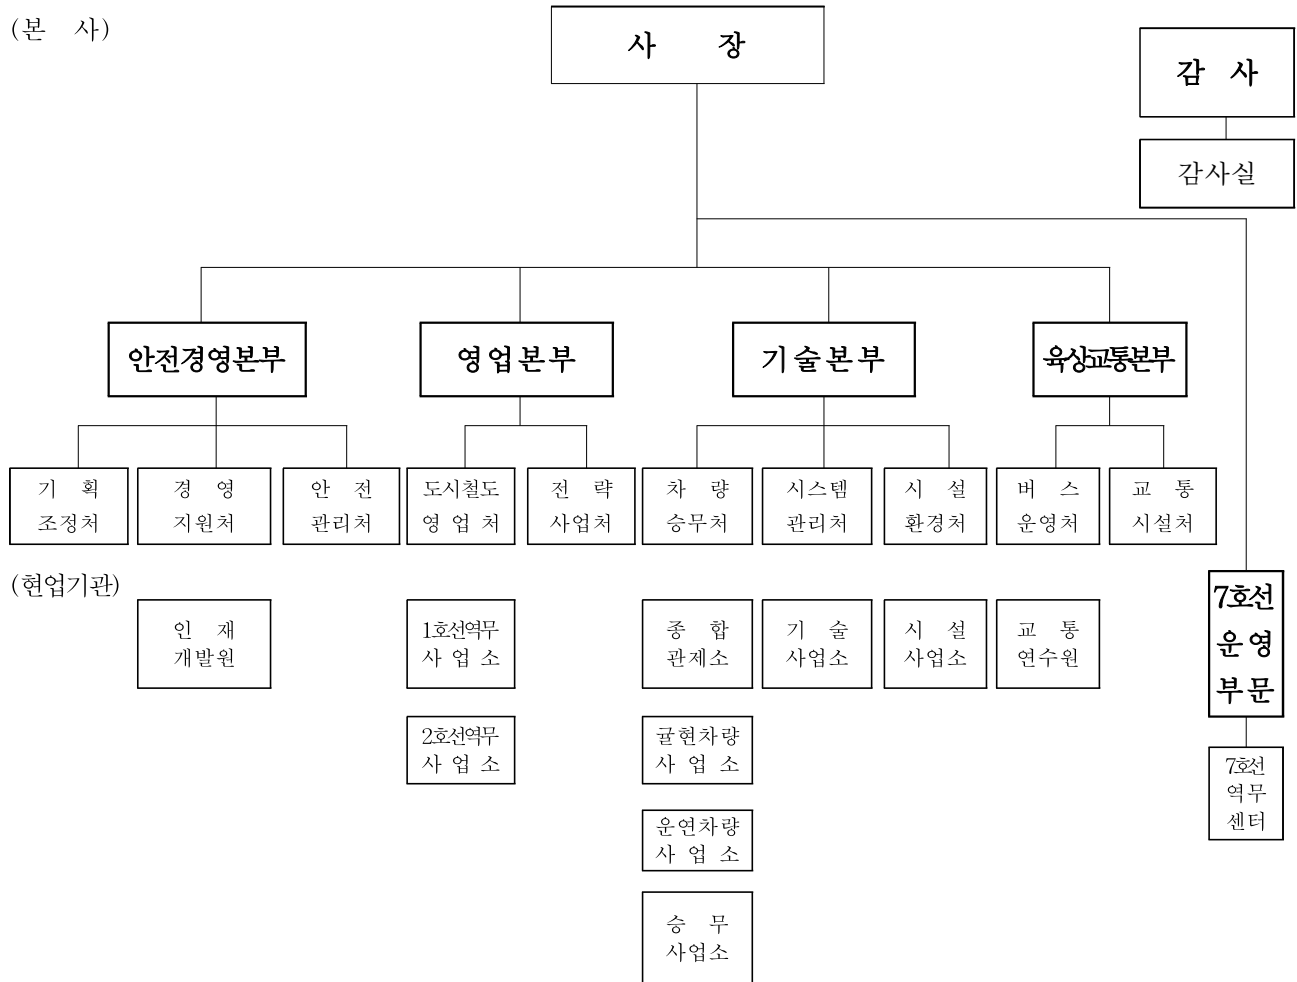 (본 사)
사 장
감 사
감사실
안전경영본부
영업본부
기술본부
육상교통본부
기 획
조정처
경 영
지원처
안 전
관리처
도시철도
영 업 처
전 략
사업처
차 량
승무처
시스템
관리처
시 설
환경처
버 스
운영처
교 통
시설처
(현업기관)
7호선
운 영
부 문
인 재
개발원
1호선역무
사 업 소
종 합
관제소
기 술
사업소
시 설
사업소
교 통
연수원
2호선역무
사 업 소
귤현차량
사 업 소
7호선
역무
센터
운연차량
사 업 소
승 무
사업소